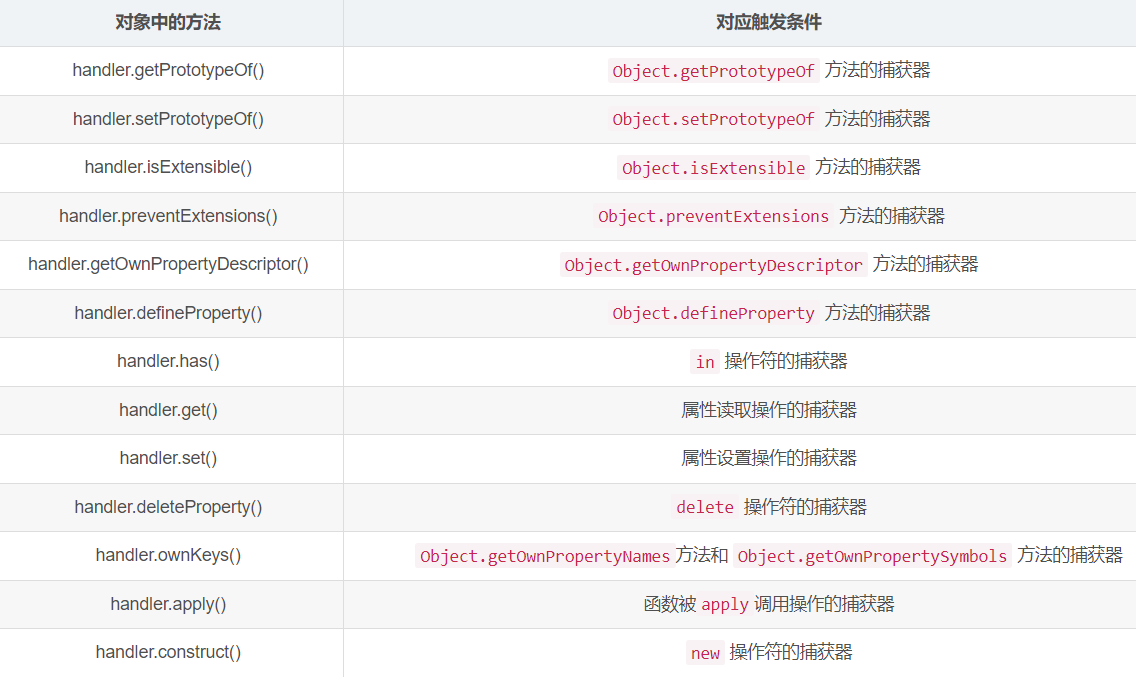 对象中的方法 对应触发条件
handler.getPrototypeOf() Object.getPrototypeOf 方法的捕获器
handler.setPrototypeOf() Object.setPrototypeOf 方法的捕获器
handler.isExtensible() Object.isExtensible 方法的捕获器
handler.preventExtensions() Object.preventExtensions 方法的捕获器
handler.getOwnPropertyDescriptor() Object.getOwnPropertyDescriptor 方法的捕获器
handler.defineProperty() Object.defineProperty 方法的捕获器
handler.has() in 操作符的捕获器
handler.get() 属性读取操作的捕获器
handler.set() 属性设置操作的捕获器
handler.deleteProperty() delete 操作符的捕获器
handler.ownKeys() Object.getOwnPropertyNames 方法和 Object.getOwnPropertySymbols 方法的捕获器
handler.apply() 函数被 apply 调用操作的捕获器
handler.construct() new 操作符的捕获器